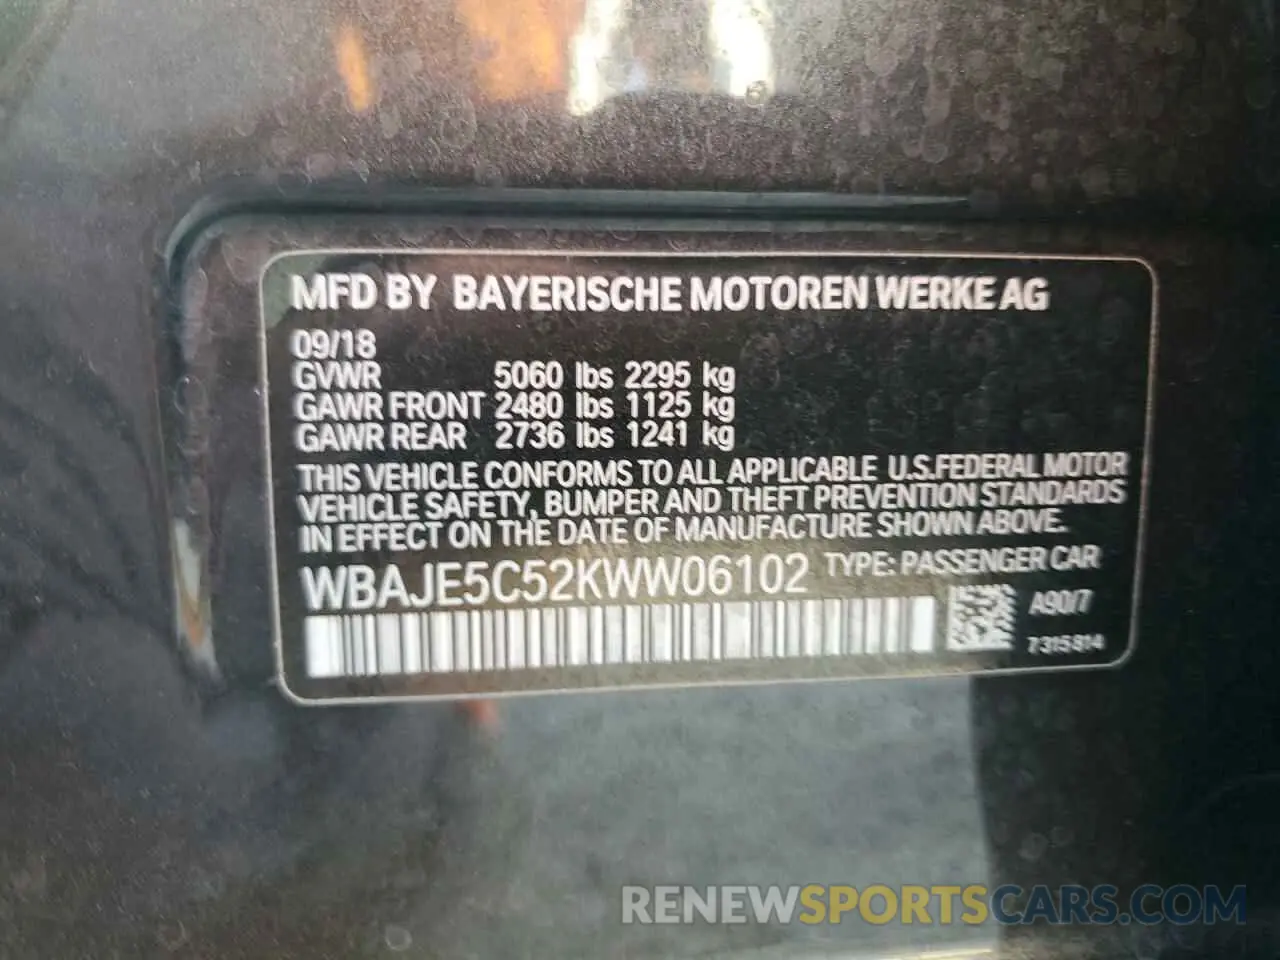 MFD BY BAYERISCHE MOTOREN WERKE AG
09/18
GVWR 5060 lbs 2295 kg
GAWR FRONT 2480 lbs 1125 kg
GAWR REAR 2736 lbs 1241 kg
THIS VEHICLE CONFORMS TO ALL APPLICABLE U.S.FEDERAL MOTOR
VEHICLE SAFETY, BUMPER AND THEFT PREVENTION STANDARDS
IN EFFECT ON THE DATE OF MANUFACTURE SHOWN ABOVE.
WBAJE5C52KWW06102 TYPE: PASSENGER CAR
A90/7
7315814
RENEWSPORTSCARS.COM